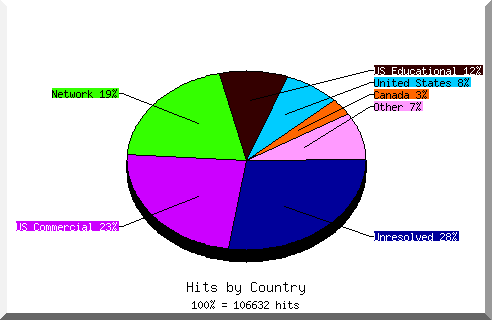 US Educational 12%
United States 8%
Network 19%
Canada 3%
Other 7%
US Commercial 23%
Unresolved 28%
Hits by Country
100% = 106632 hits